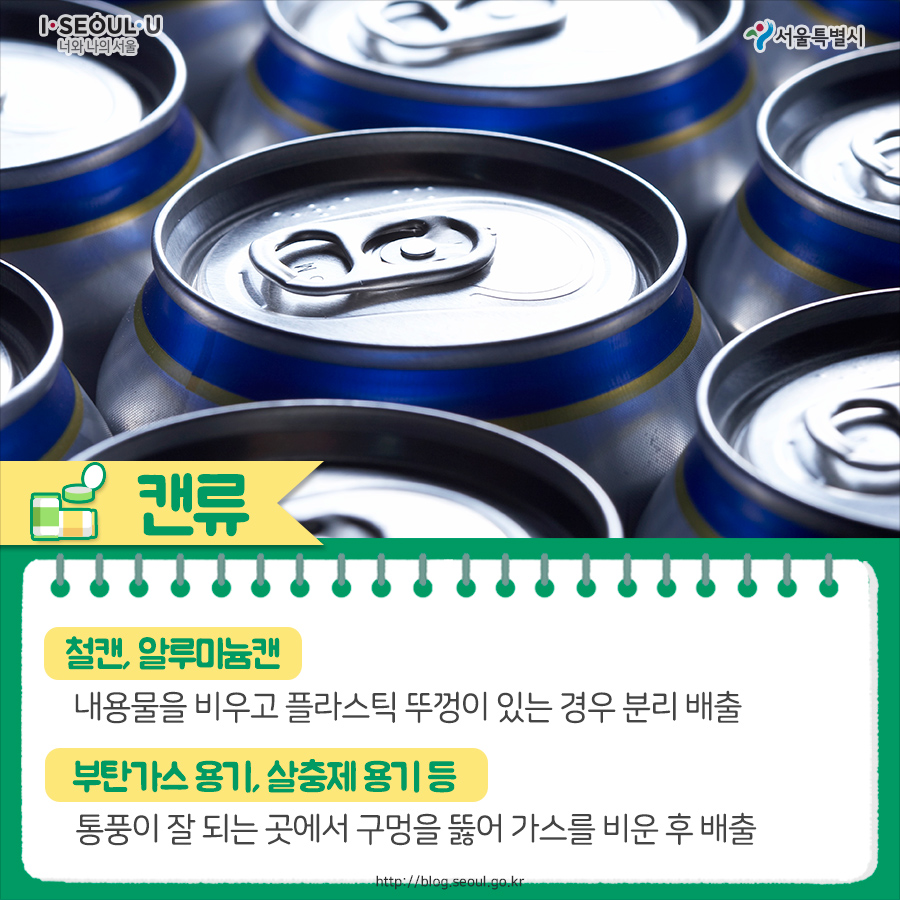 I·SEOUL·U
너와 나의 서울
서울특별시
캔류
철캔, 알루미늄캔
내용물을 비우고 플라스틱 뚜껑이 있는 경우 분리 배출
부탄가스 용기, 살충제 용기 등
통풍이 잘 되는 곳에서 구멍을 뚫어 가스를 비운 후 배출
http://blog.seoul.go.kr